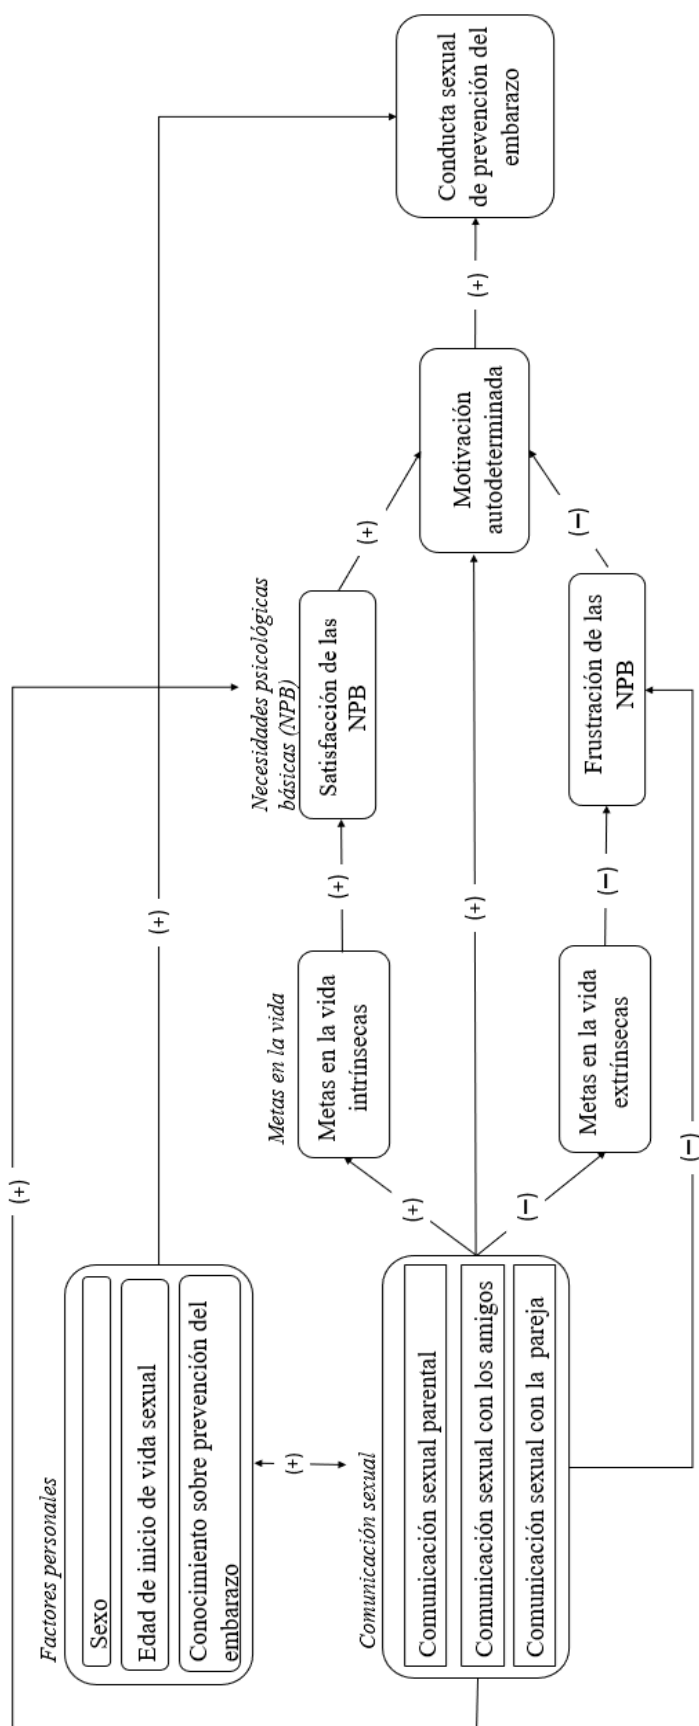 Factores personales
Sexo
Edad de inicio de vida sexual
Conocimiento sobre prevención del
embarazo
(+)
Comunicación sexual
Comunicación sexual parental
Comunicación sexual con los amigos
Comunicación sexual con la pareja
(+)
(+)
(+)
(−)
(−)
Metas en la vida
Metas en la vida
intrínsecas
Metas en la vida
extrínsecas
(+)
(+)
(−)
Necesidades psicológicas
básicas (NPB)
Satisfacción de las
NPB
Frustración de las
NPB
(+)
(−)
Motivación
autodeterminada
(+)
Conducta sexual
de prevención del
embarazo